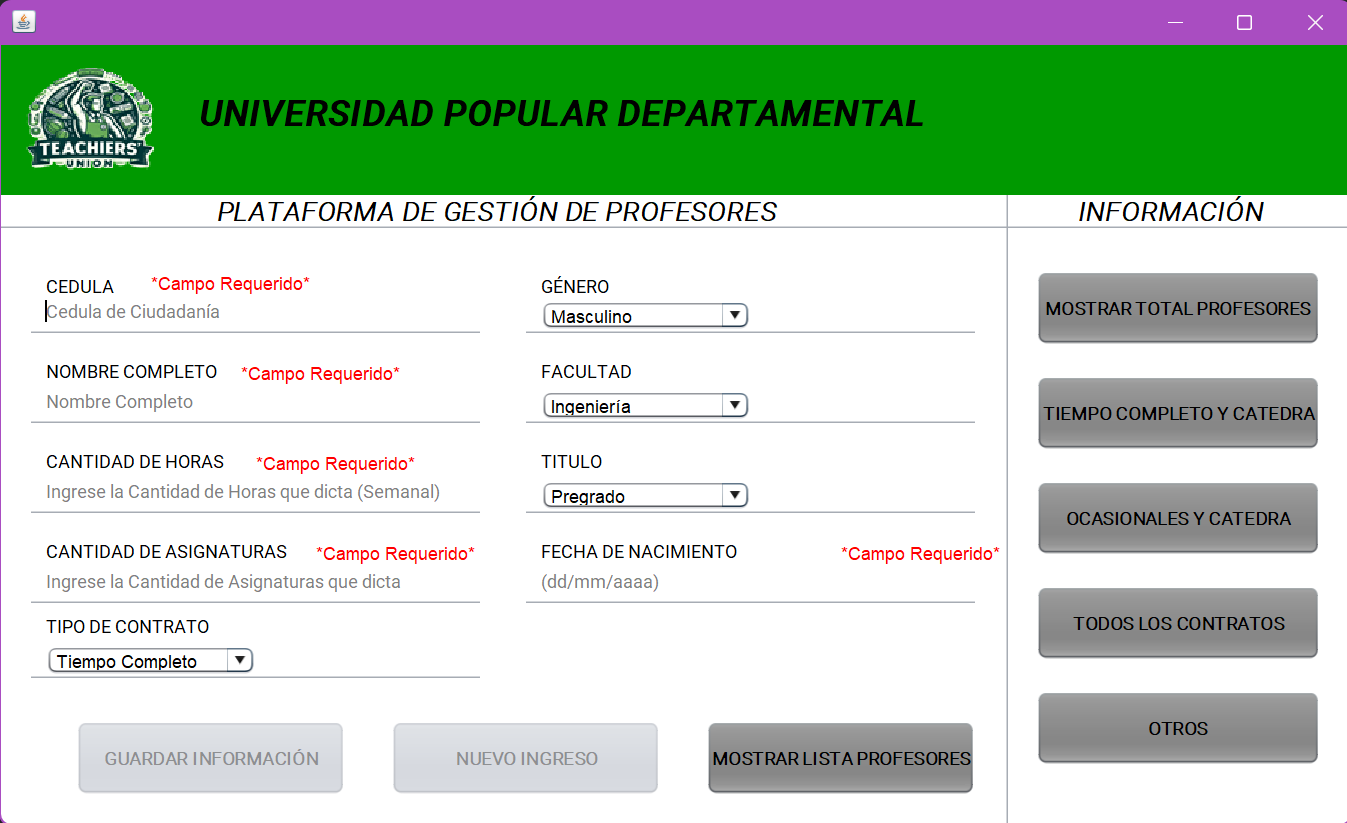 TEACHIERS'
UNION
UNIVERSIDAD POPULAR DEPARTAMENTAL
PLATAFORMA DE GESTIÓN DE PROFESORES
INFORMACIÓN
CEDULA *Campo Requerido*
Cedula de Ciudadanía
GÉNERO
Masculino
NOMBRE COMPLETO *Campo Requerido*
Nombre Completo
FACULTAD
Ingeniería
CANTIDAD DE HORAS *Campo Requerido*
Ingrese la Cantidad de Horas que dicta (Semanal)
TITULO
Pregrado
CANTIDAD DE ASIGNATURAS *Campo Requerido*
Ingrese la Cantidad de Asignaturas que dicta
FECHA DE NACIMIENTO *Campo Requerido*
(dd/mm/aaaa)
TIPO DE CONTRATO
Tiempo Completo
GUARDAR INFORMACIÓN
NUEVO INGRESO
MOSTRAR LISTA PROFESORES
MOSTRAR TOTAL PROFESORES
TIEMPO COMPLETO Y CATEDRA
OCASIONALES Y CATEDRA
TODOS LOS CONTRATOS
OTROS